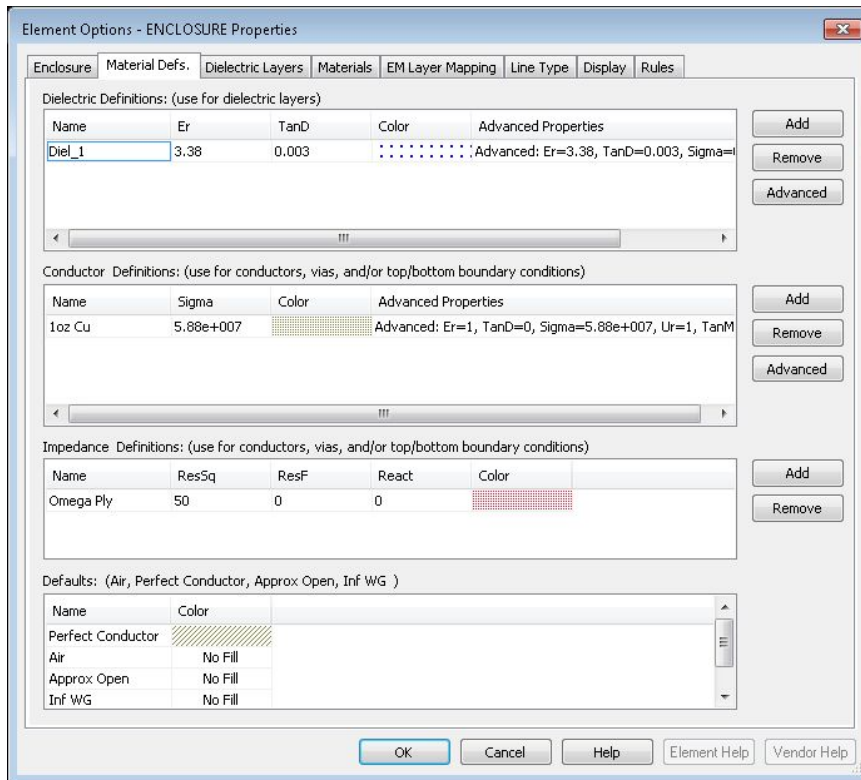 Element Options - ENCLOSURE Properties
Enclosure Material Defs. Dielectric Layers Materials EM Layer Mapping Line Type Display Rules
Dielectric Definitions: (use for dielectric layers)
Name Er TanD Color Advanced Properties
Diel_1 3.38 0.003 Advanced: Er=3.38, TanD=0.003, Sigma=
Add
Remove
Advanced
Conductor Definitions: (use for conductors, vias, and/or top/bottom boundary conditions)
Name Sigma Color Advanced Properties
1oz Cu 5.88e+007 Advanced: Er=1, TanD=0, Sigma=5.88e+007, Ur=1, TanM
Add
Remove
Advanced
Impedance Definitions: (use for conductors, vias, and/or top/bottom boundary conditions)
Name ResSq ResF React Color
Omega Ply 50 0 0
Add
Remove
Defaults: (Air, Perfect Conductor, Approx Open, Inf WG )
Name Color
Perfect Conductor
Air No Fill
Approx Open No Fill
Inf WG No Fill
OK Cancel Help Element Help Vendor Help